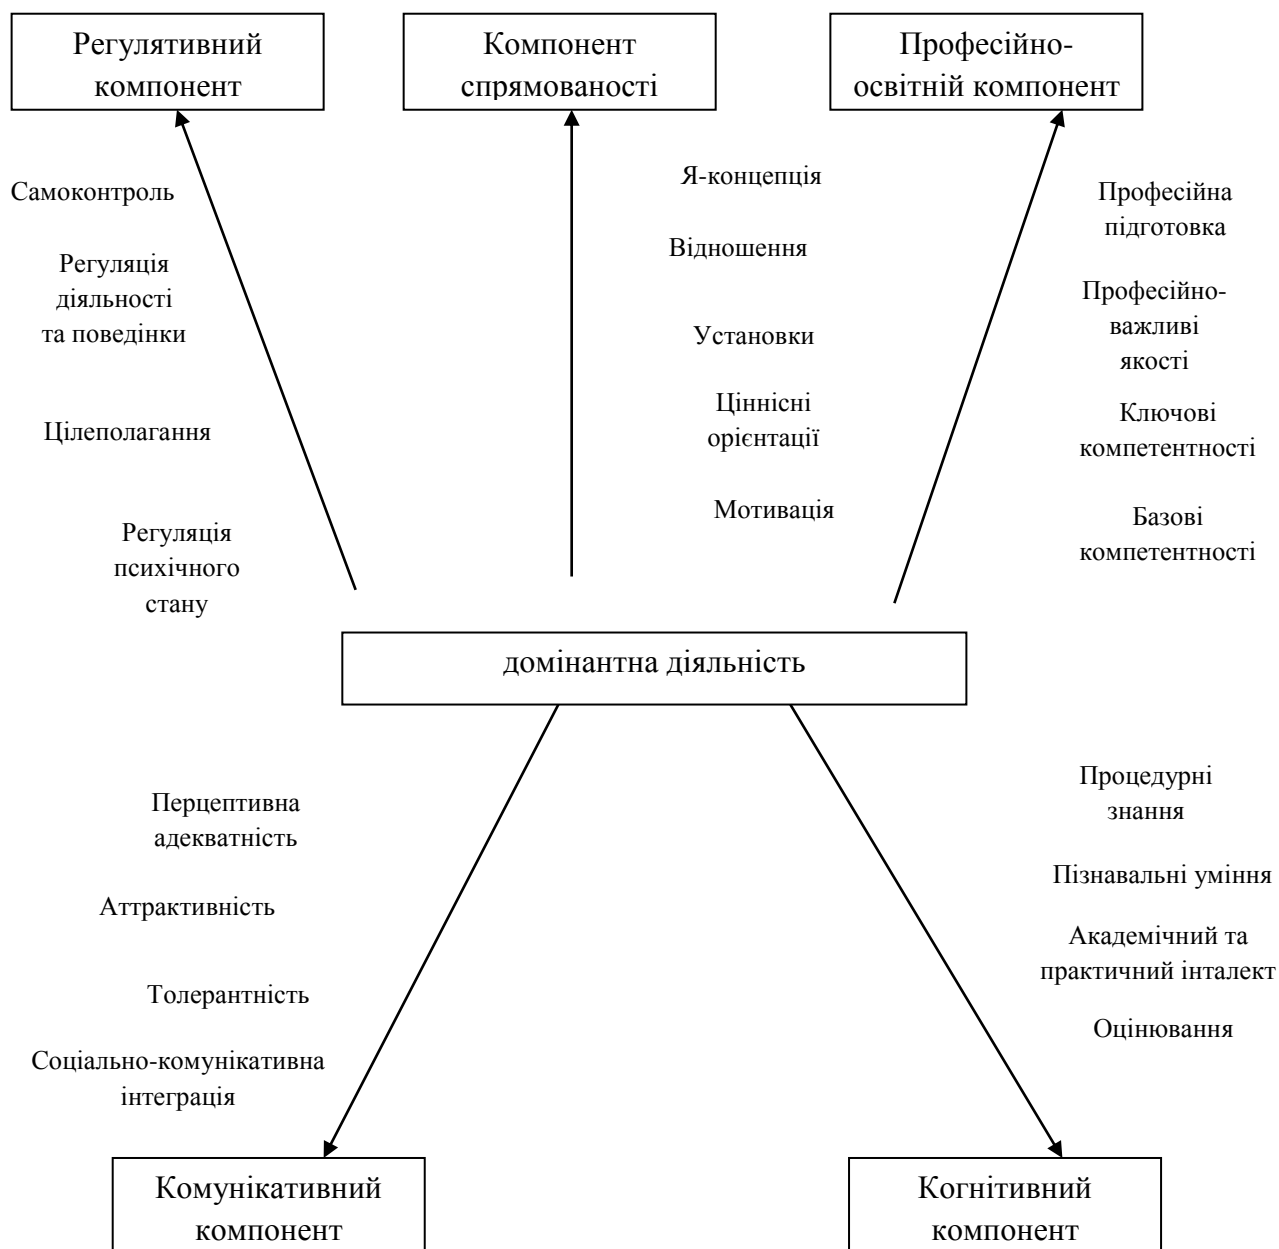 Регулятивний
компонент
Компонент
спрямованості
Професійно-
освітній компонент
Самоконтроль
Регуляція
діяльності
та поведінки
Цілеполагання
Регуляція
психічного
стану
Я-концепція
Відношення
Установки
Ціннісні
орієнтації
Мотивація
Професійна
підготовка
Професійно-
важливі
якості
Ключові
компетентності
Базові
компетентності
домінантна діяльність
Перцептивна
адекватність
Аттрактивність
Толерантність
Соціально-комунікативна
інтеграція
Процедурні
знання
Пізнавальні уміння
Академічний та
практичний інталект
Оцінювання
Комунікативний
компонент
Когнітивний
компонент